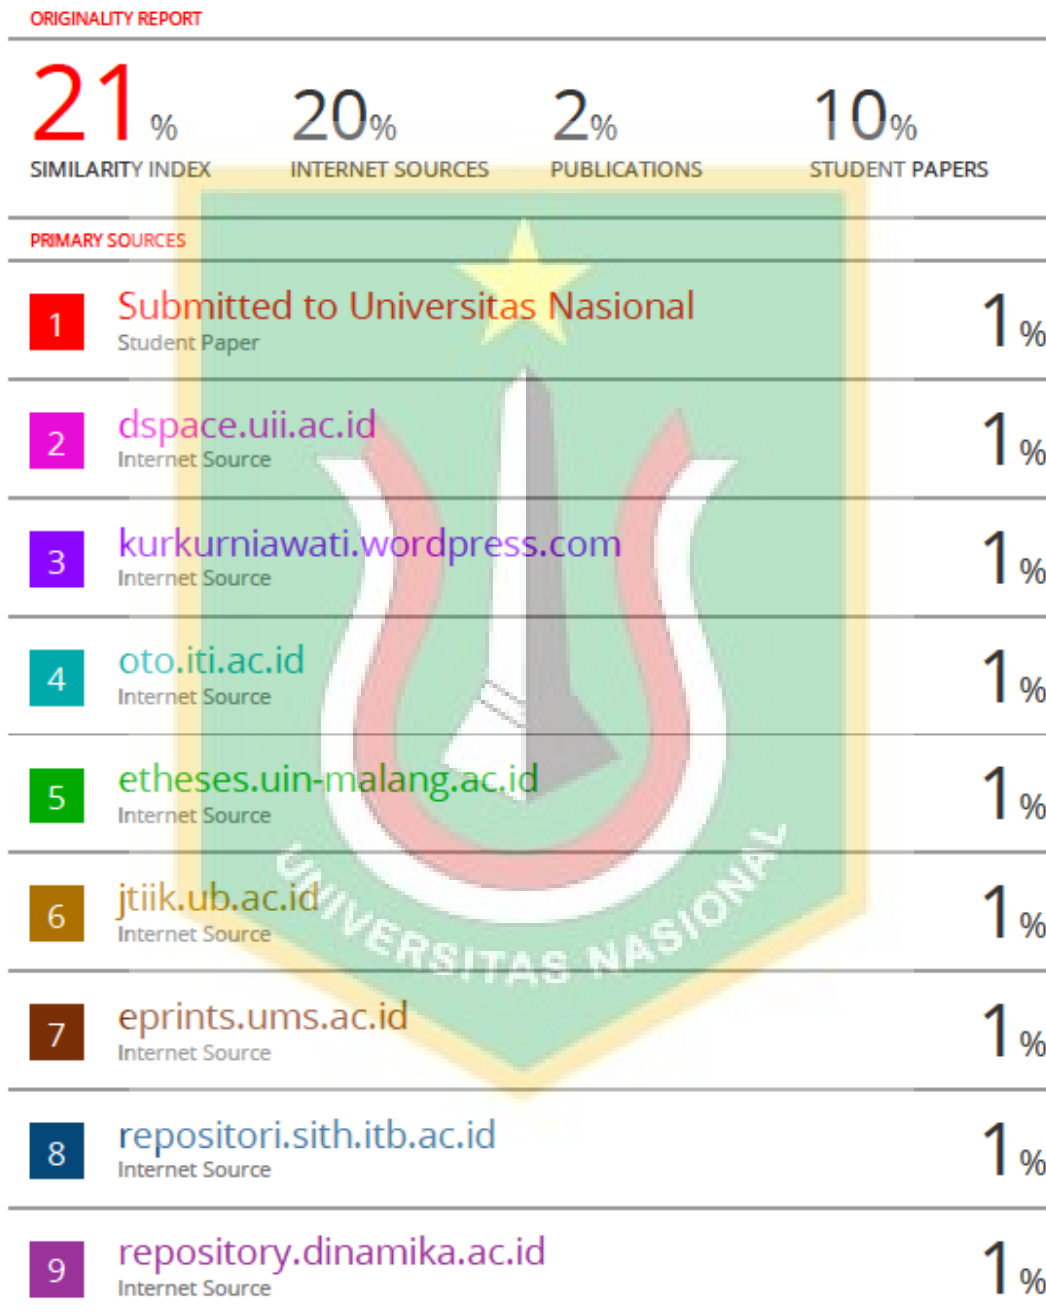 ORIGINALITY REPORT
21% 20% 2% 10%
SIMILARITY INDEX INTERNET SOURCES PUBLICATIONS STUDENT PAPERS
PRIMARY SOURCES
1 Submitted to Universitas Nasional 1%
Student Paper
2 dspace.uii.ac.id 1%
Internet Source
3 kurkurniawati.wordpress.com 1%
Internet Source
4 oto.iti.ac.id 1%
Internet Source
5 etheses.uin-malang.ac.id 1%
Internet Source
6 jtiik.ub.ac.id 1%
Internet Source
7 eprints.ums.ac.id 1%
Internet Source
8 repositori.sith.itb.ac.id 1%
Internet Source
9 repository.dinamika.ac.id 1%
Internet Source
UNIVERSITAS NASIONAL